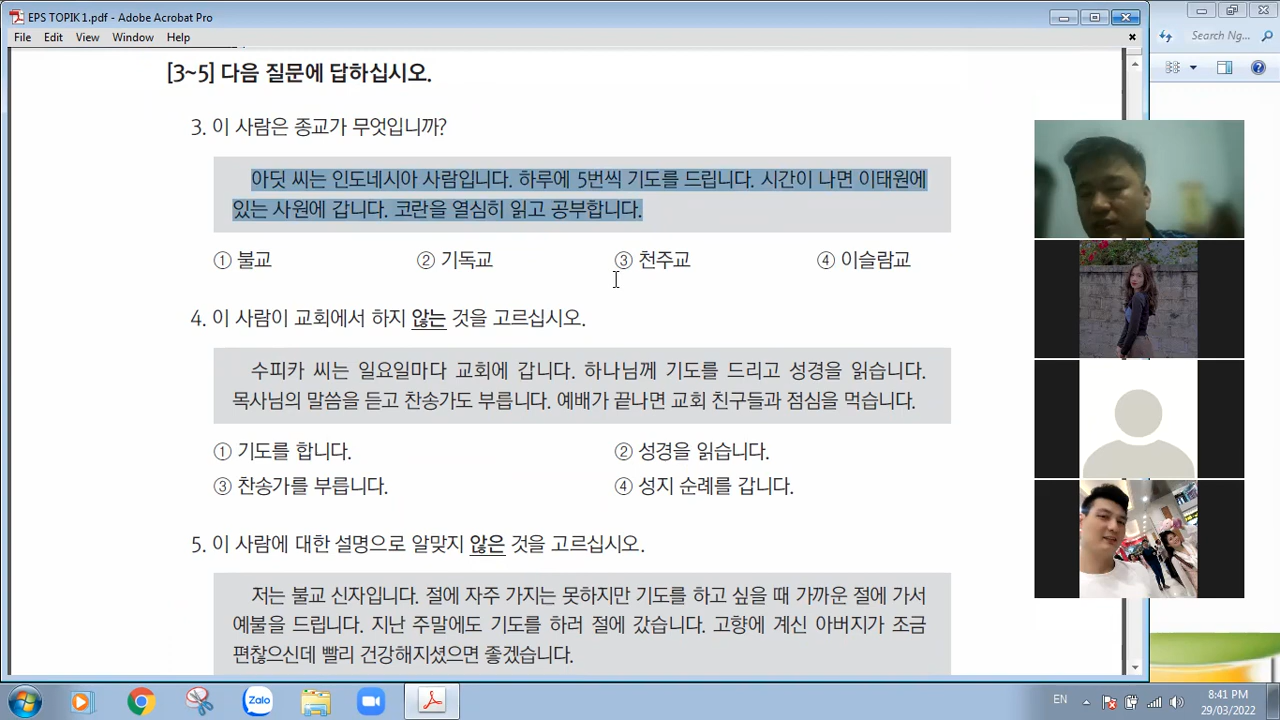 EPS TOPIK 1.pdf - Adobe Acrobat Pro
File Edit View Window Help
Search Ng...
[3~5] 다음 질문에 답하십시오.
3. 이 사람은 종교가 무엇입니까?
아딧 씨는 인도네시아 사람입니다. 하루에 5번씩 기도를 드립니다. 시간이 나면 이태원에
있는 사원에 갑니다. 코란을 열심히 읽고 공부합니다.
① 불교 ② 기독교 ③ 천주교 ④ 이슬람교
4. 이 사람이 교회에서 하지 않는 것을 고르십시오.
수피카 씨는 일요일마다 교회에 갑니다. 하나님께 기도를 드리고 성경을 읽습니다.
목사님의 말씀을 듣고 찬송가도 부릅니다. 예배가 끝나면 교회 친구들과 점심을 먹습니다.
① 기도를 합니다. ② 성경을 읽습니다.
③ 찬송가를 부릅니다. ④ 성지 순례를 갑니다.
5. 이 사람에 대한 설명으로 알맞지 않은 것을 고르십시오.
저는 불교 신자입니다. 절에 자주 가지는 못하지만 기도를 하고 싶을 때 가까운 절에 가서
예불을 드립니다. 지난 주말에도 기도를 하러 절에 갔습니다. 고향에 계신 아버지가 조금
편찮으신데 빨리 건강해지셨으면 좋겠습니다.
Zalo
EN
8:41 PM
29/03/2022